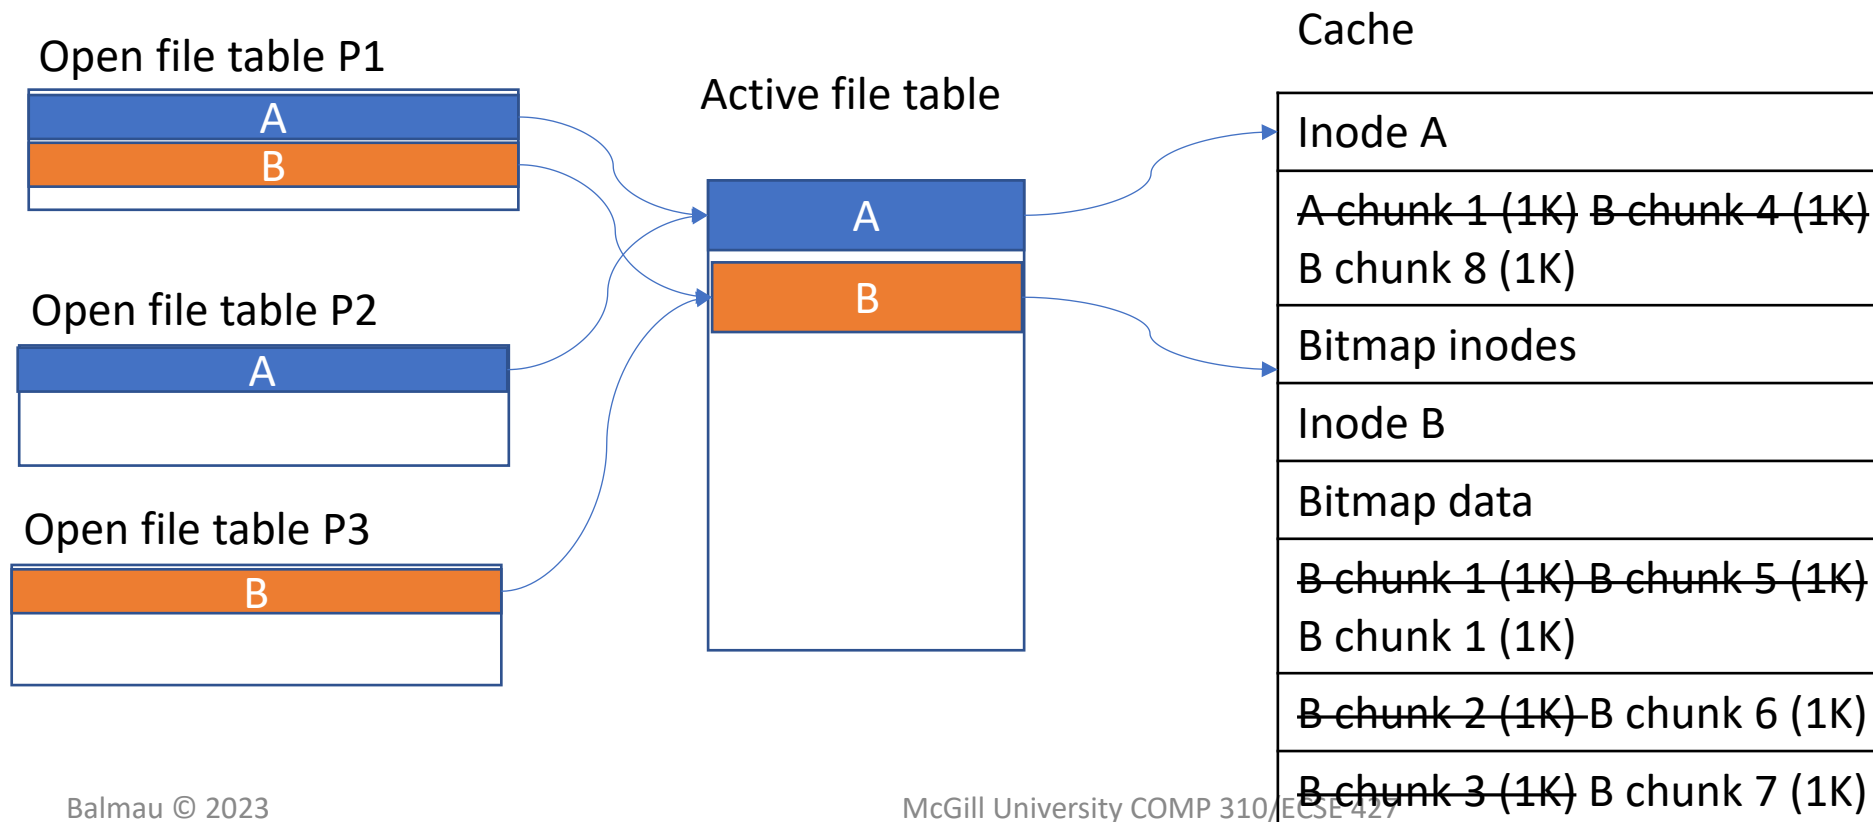 Open file table P1
A
B
Open file table P2
A
Open file table P3
B
Active file table
A
B
Cache
Inode A
A chunk 1 (1K) B chunk 4 (1K)
B chunk 8 (1K)
Bitmap inodes
Inode B
Bitmap data
B chunk 1 (1K) B chunk 5 (1K)
B chunk 1 (1K)
B chunk 2 (1K) B chunk 6 (1K)
B chunk 3 (1K) B chunk 7 (1K)
Balmau © 2023
McGill University COMP 310/ECSE 427